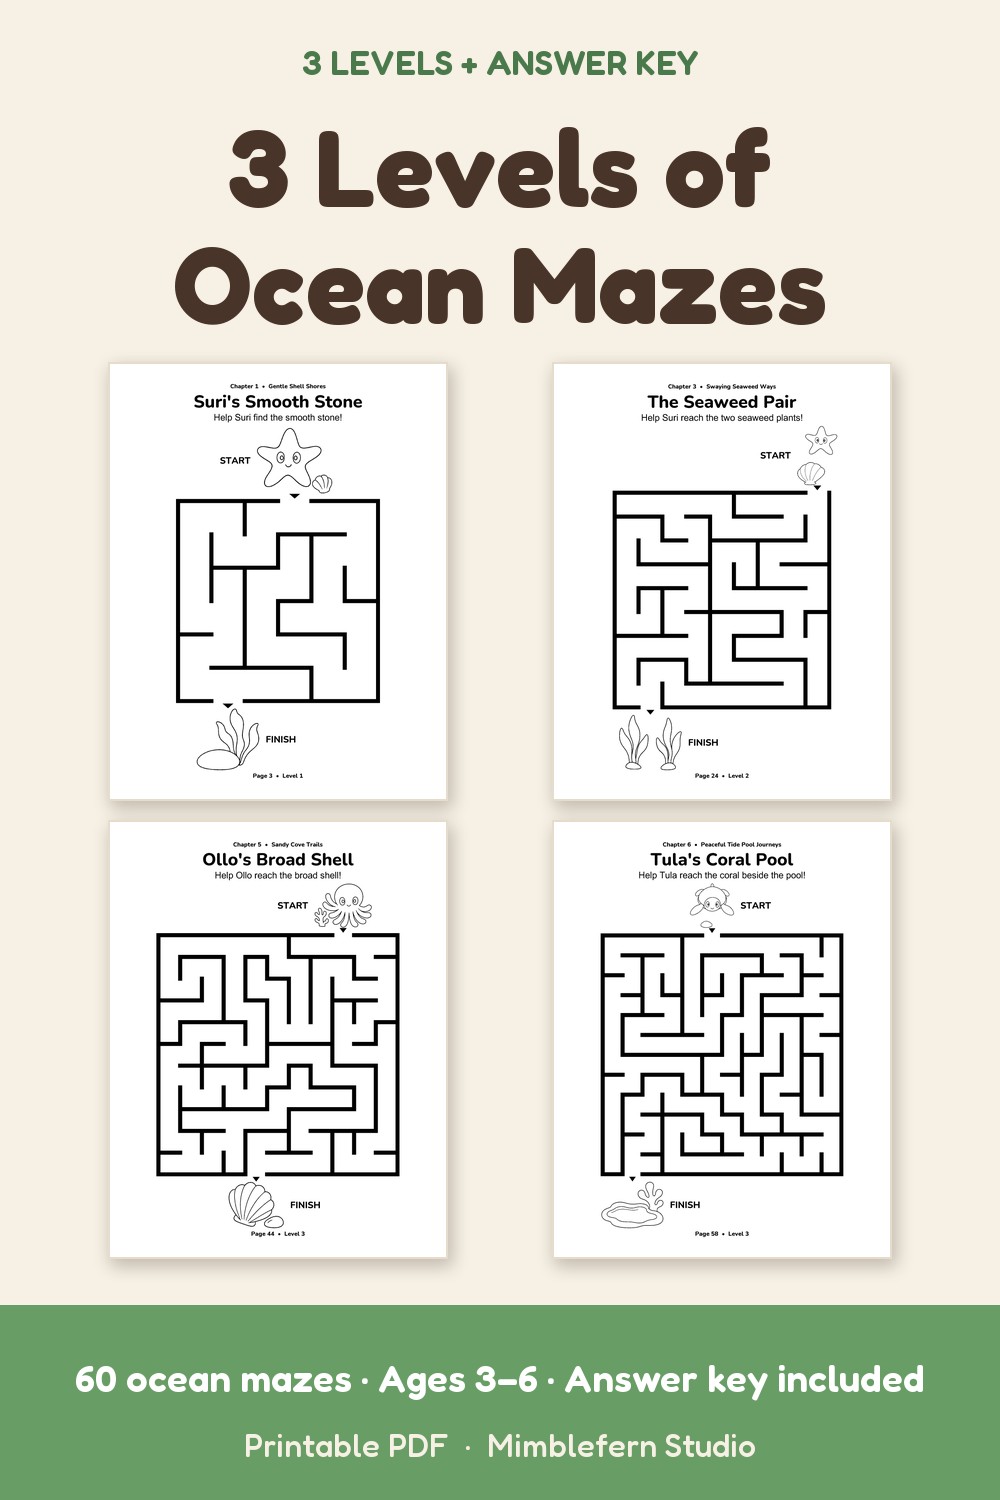 3 LEVELS + ANSWER KEY
3 Levels of
Ocean Mazes
Chapter 1 • Gentle Shell Shores
Suri's Smooth Stone
Help Suri find the smooth stone!
START
FINISH
Page 3 • Level 1
Chapter 3 • Swaying Seaweed Ways
The Seaweed Pair
Help Suri reach the two seaweed plants!
START
FINISH
Page 24 • Level 2
Chapter 5 • Sandy Cove Trails
Ollo's Broad Shell
Help Ollo reach the broad shell!
START
FINISH
Page 44 • Level 3
Chapter 6 • Peaceful Tide Pool Journeys
Tula's Coral Pool
Help Tula reach the coral beside the pool!
START
FINISH
Page 58 • Level 3
60 ocean mazes · Ages 3–6 · Answer key included
Printable PDF · Mimblefern Studio